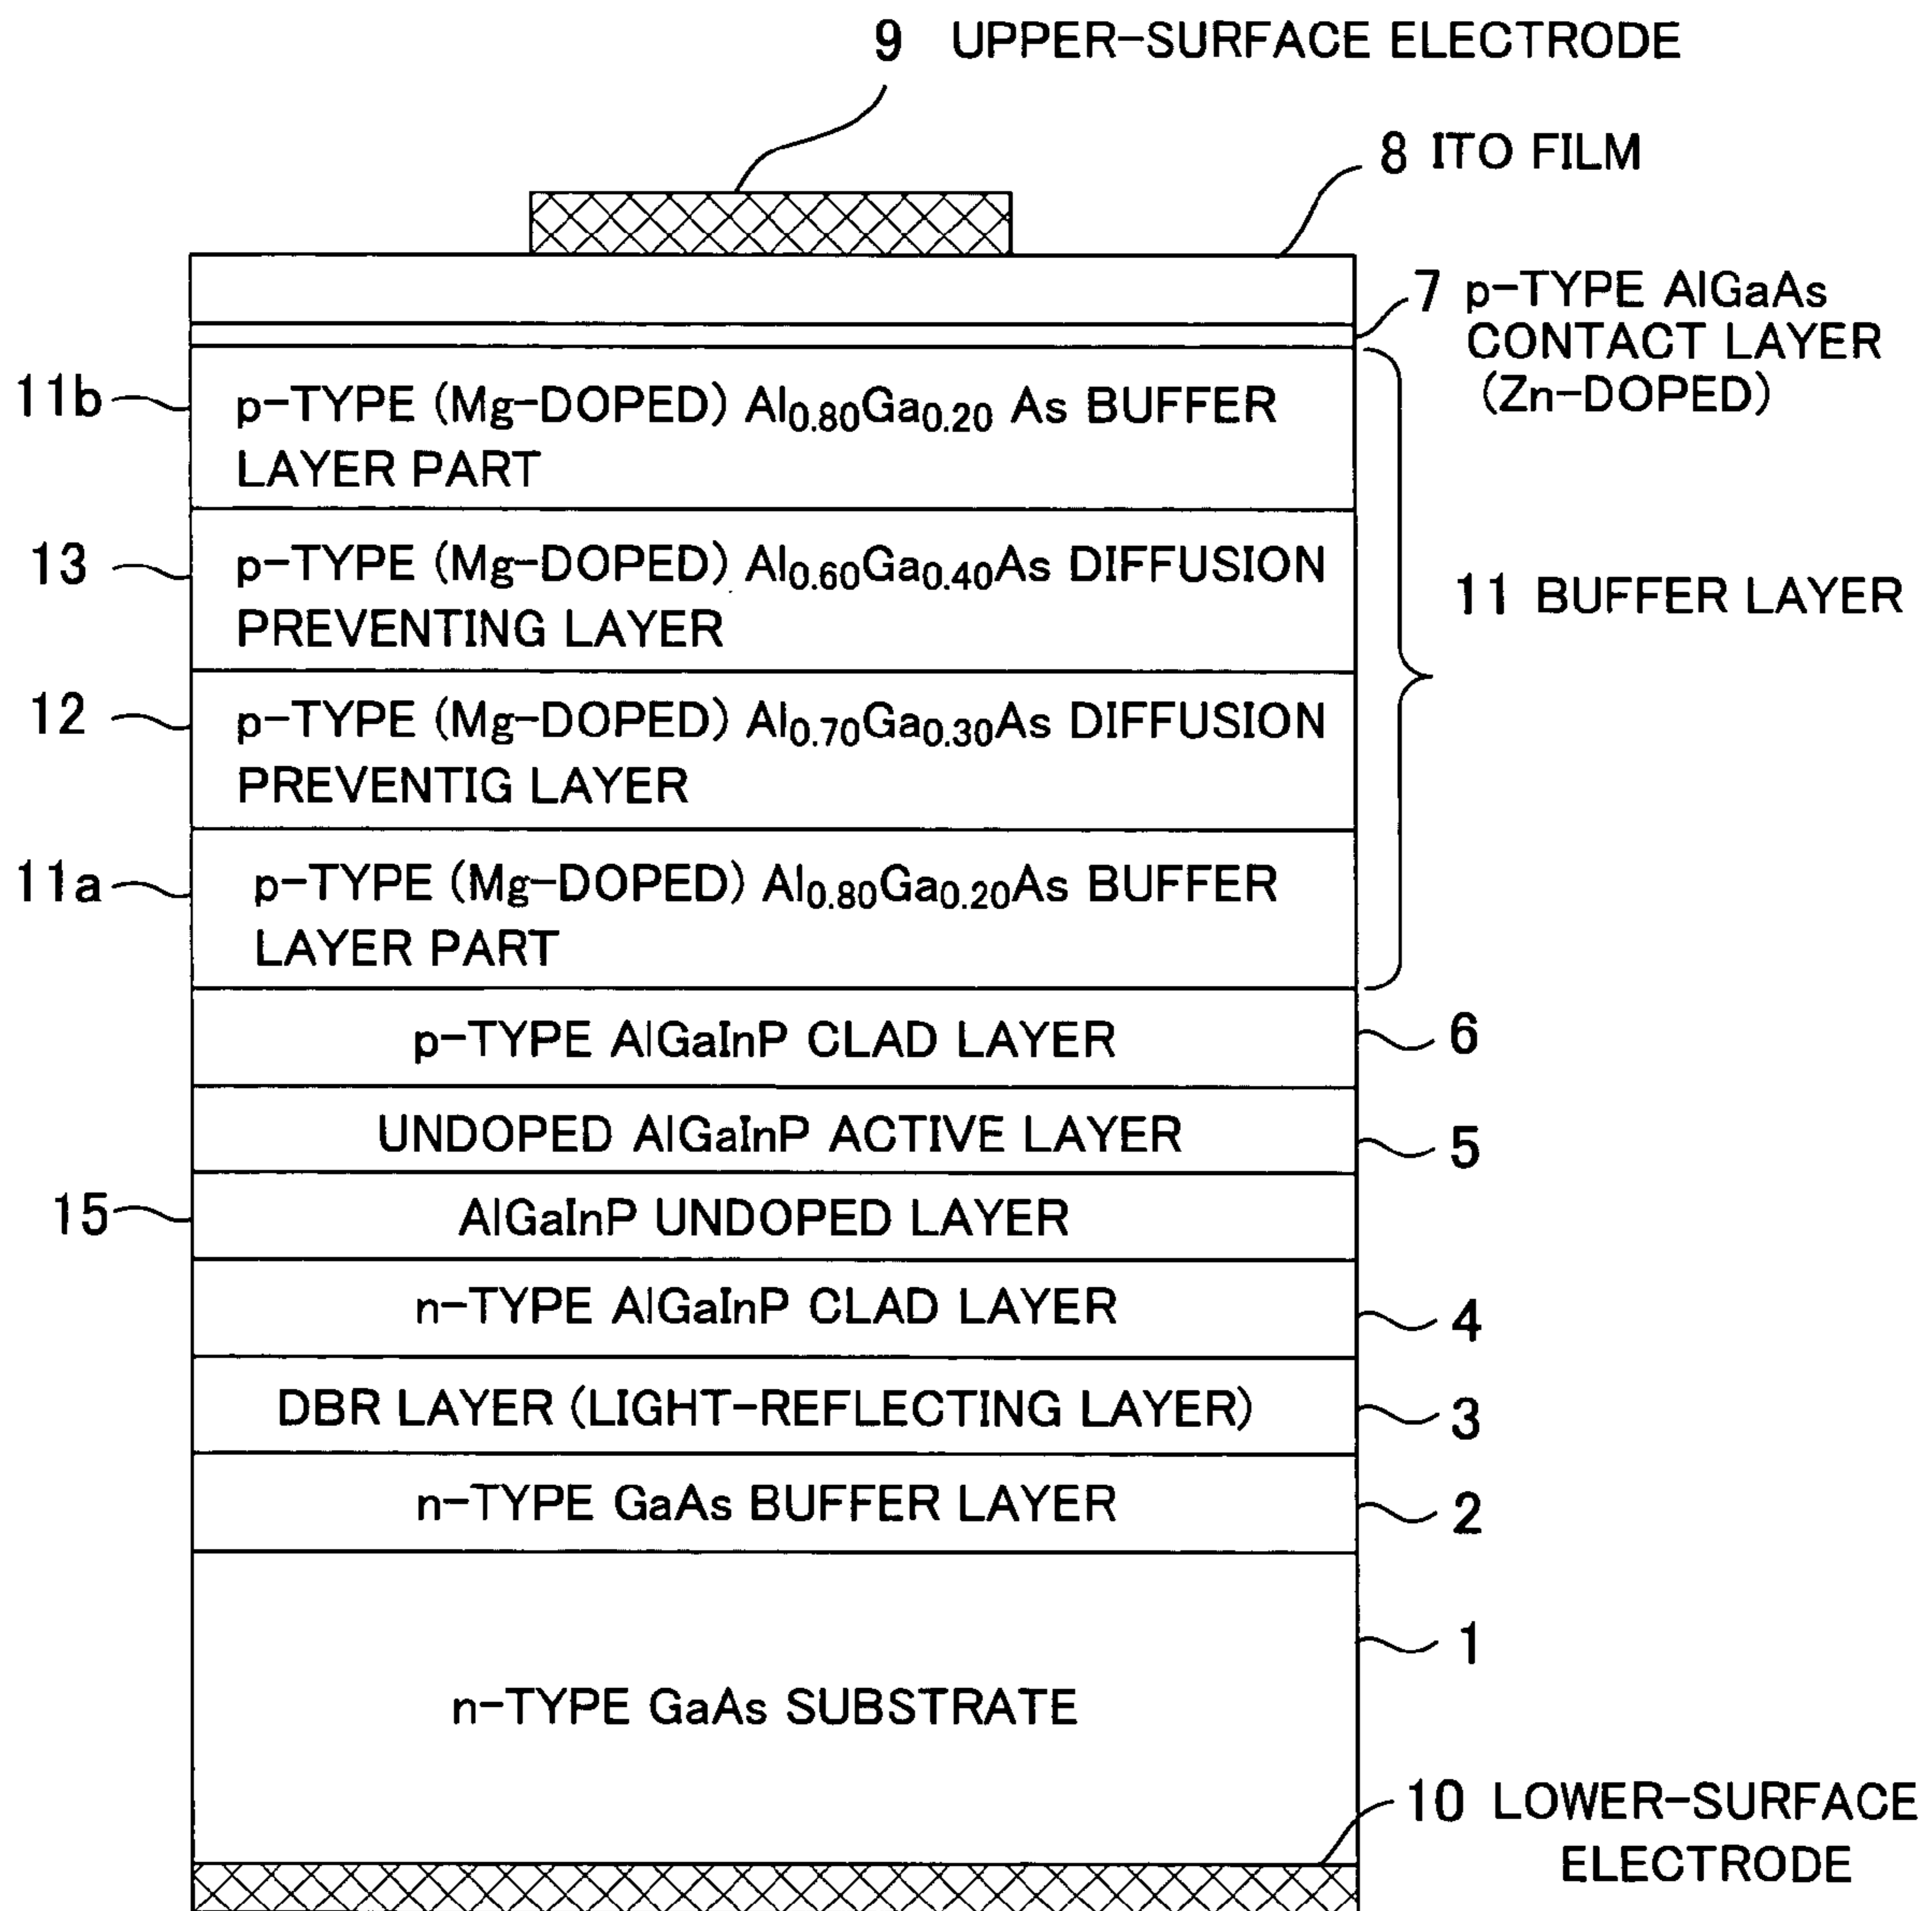 9 UPPER-SURFACE ELECTRODE
8 ITO FILM
7 p-TYPE AlGaAs
CONTACT LAYER
(Zn-DOPED)
11b
p-TYPE (Mg-DOPED) Al0.80Ga0.20 As BUFFER
LAYER PART
13
p-TYPE (Mg-DOPED) Al0.60Ga0.40As DIFFUSION
PREVENTING LAYER
11 BUFFER LAYER
12
p-TYPE (Mg-DOPED) Al0.70Ga0.30As DIFFUSION
PREVENTIG LAYER
11a
p-TYPE (Mg-DOPED) Al0.80Ga0.20As BUFFER
LAYER PART
p-TYPE AlGaInP CLAD LAYER
6
UNDOPED AlGaInP ACTIVE LAYER
5
15
AlGaInP UNDOPED LAYER
n-TYPE AlGaInP CLAD LAYER
4
DBR LAYER (LIGHT-REFLECTING LAYER)
3
n-TYPE GaAs BUFFER LAYER
2
1
n-TYPE GaAs SUBSTRATE
10 LOWER-SURFACE
ELECTRODE